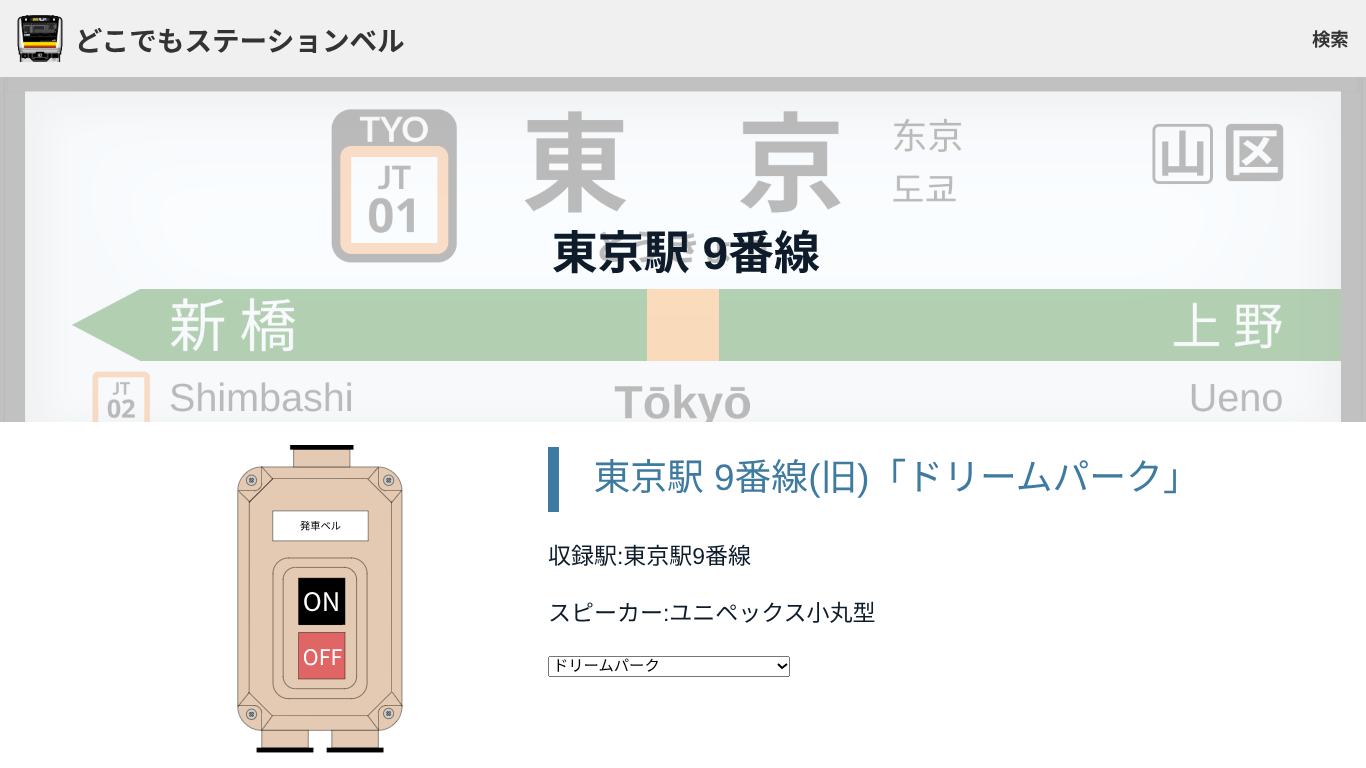 どこでもステーションベル
検索
TYO
JT
01
東 京
东京
도쿄
山 区
東京駅 9番線
新 橋
上 野
JT
02
Shimbashi
Tōkyō
Ueno
発車ベル
ON
OFF
東京駅 9番線(旧)「ドリームパーク」
収録駅:東京駅9番線
スピーカー:ユニペックス小丸型
ドリームパーク